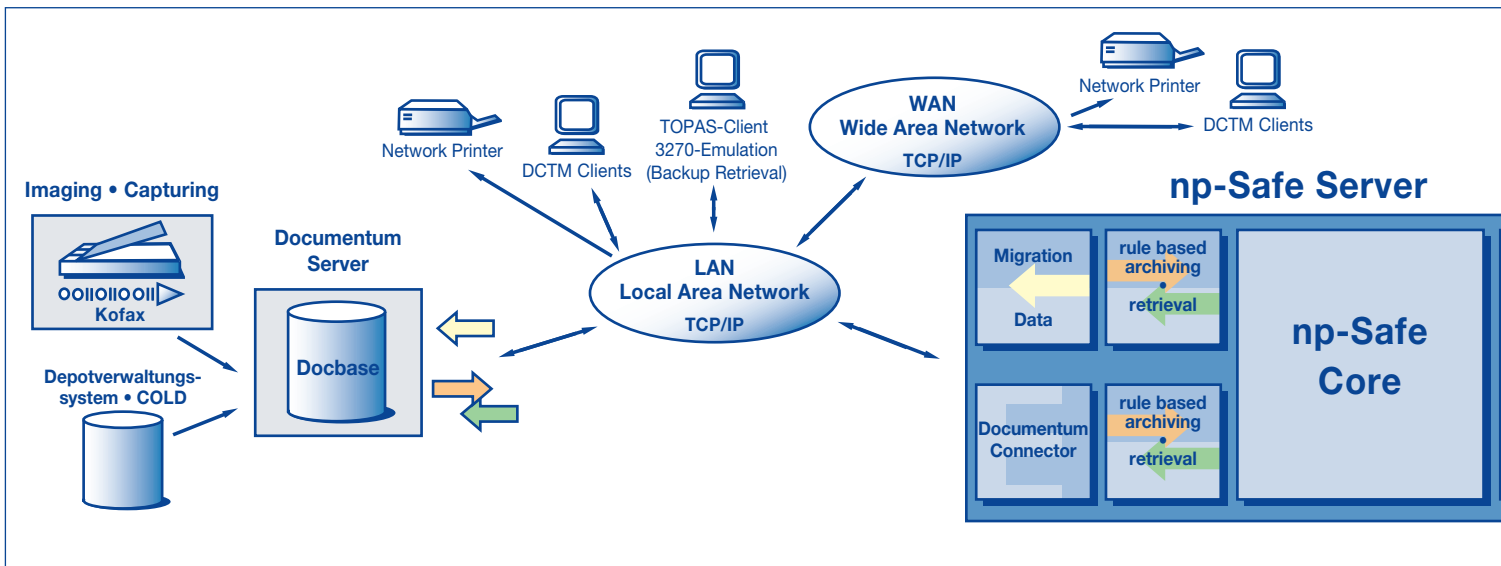 Network Printer
DCTM Clients
TOPAS-Client
3270-Emulation
(Backup Retrieval)
WAN
Wide Area Network
TCP/IP
Network Printer
DCTM Clients
Imaging • Capturing
Kofax
Depotverwaltungs-
system • COLD
Documentum
Server
Docbase
LAN
Local Area Network
TCP/IP
np-Safe Server
Migration
Data
rule based
archiving
•
retrieval
Documentum
Connector
rule based
archiving
•
retrieval
np-Safe
Core